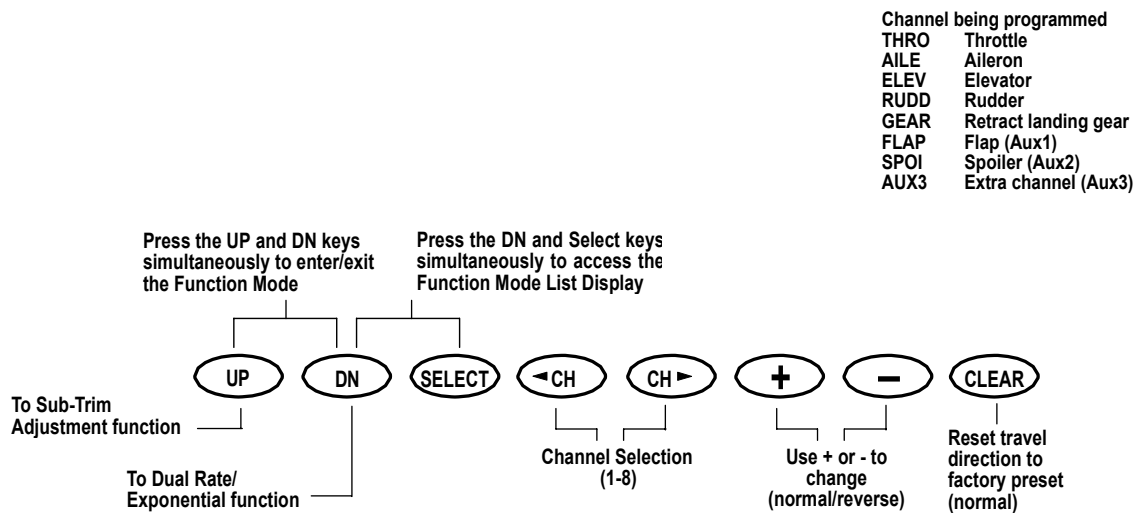 Channel being programmed
THRO Throttle
AILE Aileron
ELEV Elevator
RUDD Rudder
GEAR Retract landing gear
FLAP Flap (Aux1)
SPOI Spoiler (Aux2)
AUX3 Extra channel (Aux3)
Press the UP and DN keys
simultaneously to enter/exit
the Function Mode
Press the DN and Select keys
simultaneously to access the
Function Mode List Display
UP
DN
SELECT
◄CH
CH►
+
−
CLEAR
To Sub-Trim
Adjustment function
To Dual Rate/
Exponential function
Channel Selection
(1-8)
Use + or - to
change
(normal/reverse)
Reset travel
direction to
factory preset
(normal)